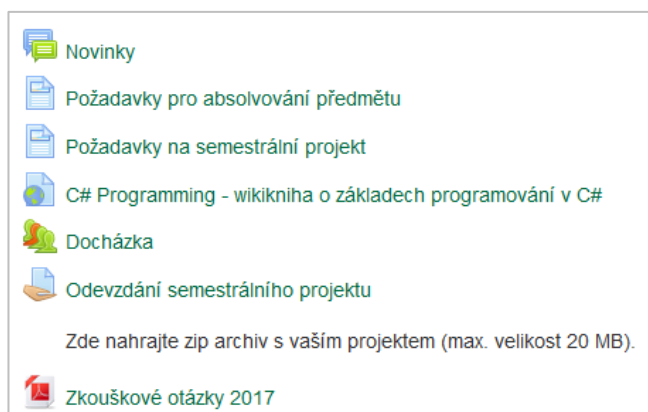 Novinky
Požadavky pro absolvování předmětu
Požadavky na semestrální projekt
C# Programming - wikikniha o základech programování v C#
Docházka
Odevzdání semestrálního projektu
Zde nahrajte zip archiv s vaším projektem (max. velikost 20 MB).
Zkouškové otázky 2017